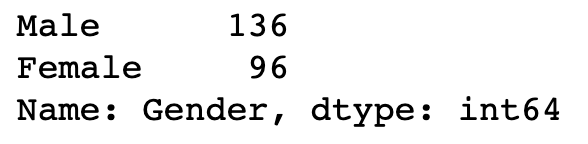 Male 136
Female 96
Name: Gender, dtype: int64